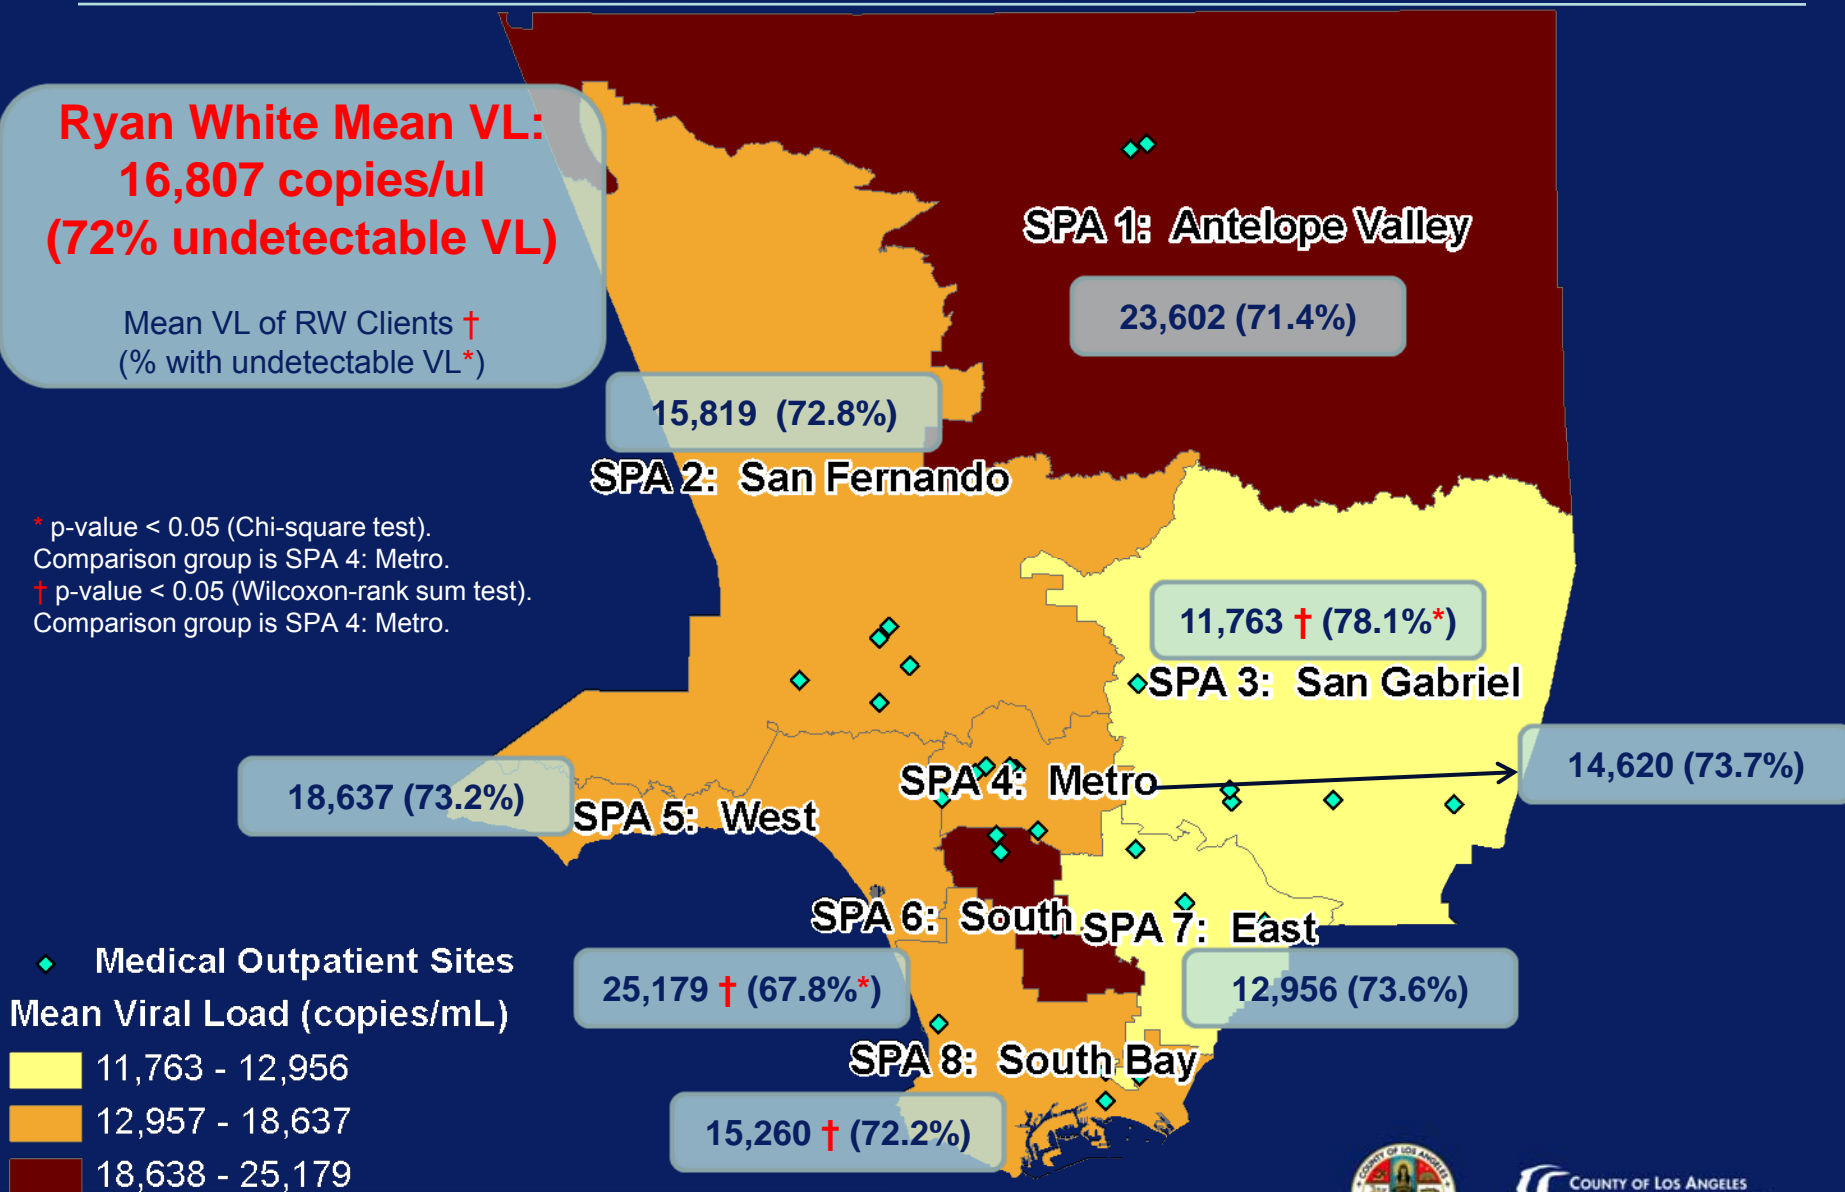 Ryan White Mean VL:
16,807 copies/ul
(72% undetectable VL)
Mean VL of RW Clients †
(% with undetectable VL*)
SPA 1: Antelope Valley
23,602 (71.4%)
15,819 (72.8%)
SPA 2: San Fernando
* p-value < 0.05 (Chi-square test).
Comparison group is SPA 4: Metro.
† p-value < 0.05 (Wilcoxon-rank sum test).
Comparison group is SPA 4: Metro.
11,763 † (78.1%*)
SPA 3: San Gabriel
14,620 (73.7%)
SPA 4: Metro
18,637 (73.2%)
SPA 5: West
SPA 6: South
SPA 7: East
25,179 † (67.8%*)
12,956 (73.6%)
SPA 8: South Bay
15,260 † (72.2%)
Medical Outpatient Sites
Mean Viral Load (copies/mL)
11,763 - 12,956
12,957 - 18,637
18,638 - 25,179
COUNTY OF LOS ANGELES
COUNTY OF LOS ANGELES